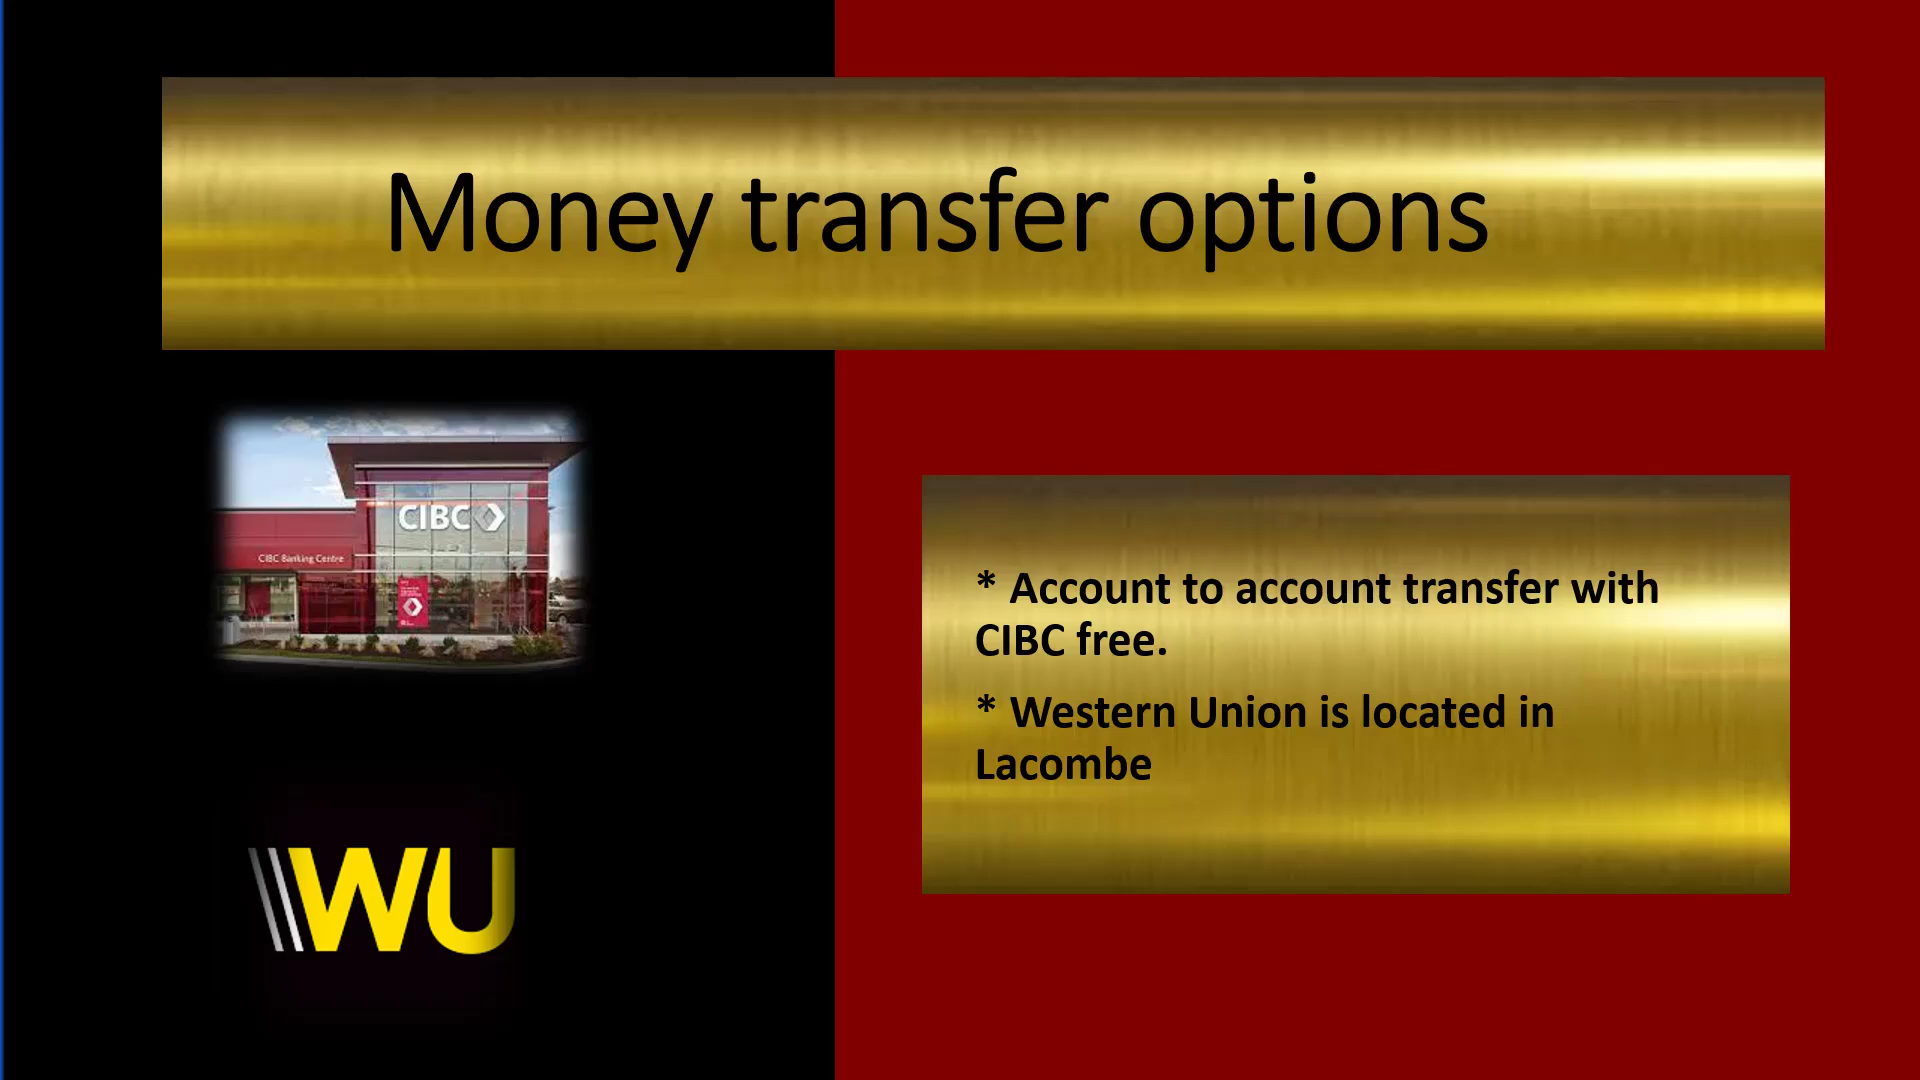 Money transfer options
CIBC
CIBC Banking Centre
* Account to account transfer with
CIBC free.
* Western Union is located in
Lacombe
WU